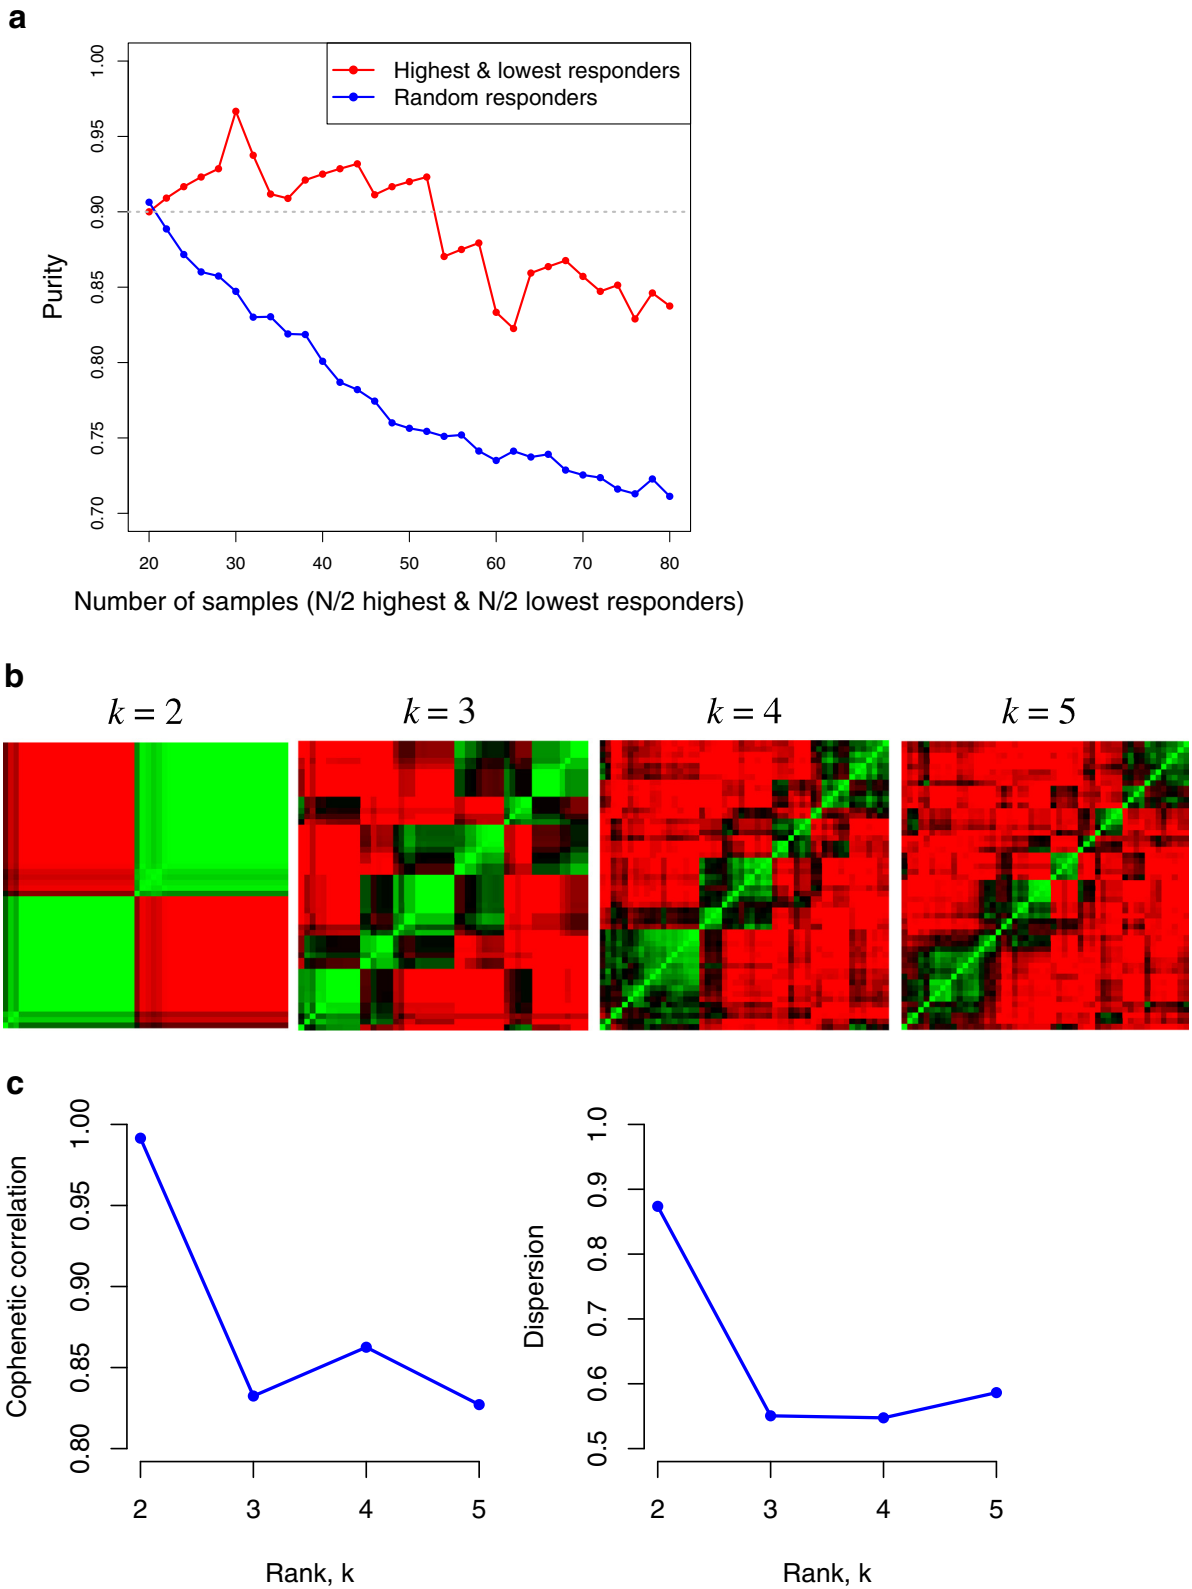 a
Highest & lowest responders
Random responders
Purity
1.00
0.95
0.90
0.85
0.80
0.75
0.70
20 30 40 50 60 70 80
Number of samples (N/2 highest & N/2 lowest responders)
b
k = 2 k = 3 k = 4 k = 5
c
Cophenetic correlation
1.00
0.95
0.90
0.85
0.80
2 3 4 5
Rank, k
Dispersion
1.0
0.9
0.8
0.7
0.6
0.5
2 3 4 5
Rank, k